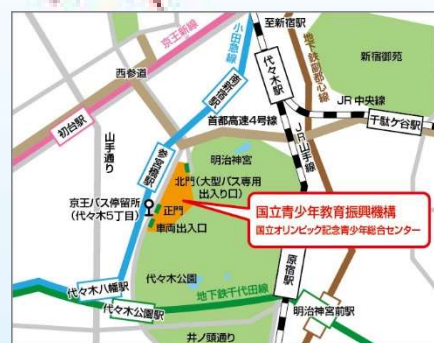 至新宿駅
新宿御苑
京王新線
小田急線
南新宿駅
代々木駅
地下鉄副都心線
西参道
JR中央線
千駄ケ谷駅
初台駅
首都高速4号線
山手通り
参宮橋駅
明治神宮
JR山手線
北門(大型バス専用
出入り口)
京王バス停留所
(代々木5丁目)
正門
車両出入口
国立青少年教育振興機構
国立オリンピック記念青少年総合センター
原宿駅
代々木公園
代々木八幡駅
地下鉄千代田線
代々木公園駅
明治神宮前駅
井ノ頭通り